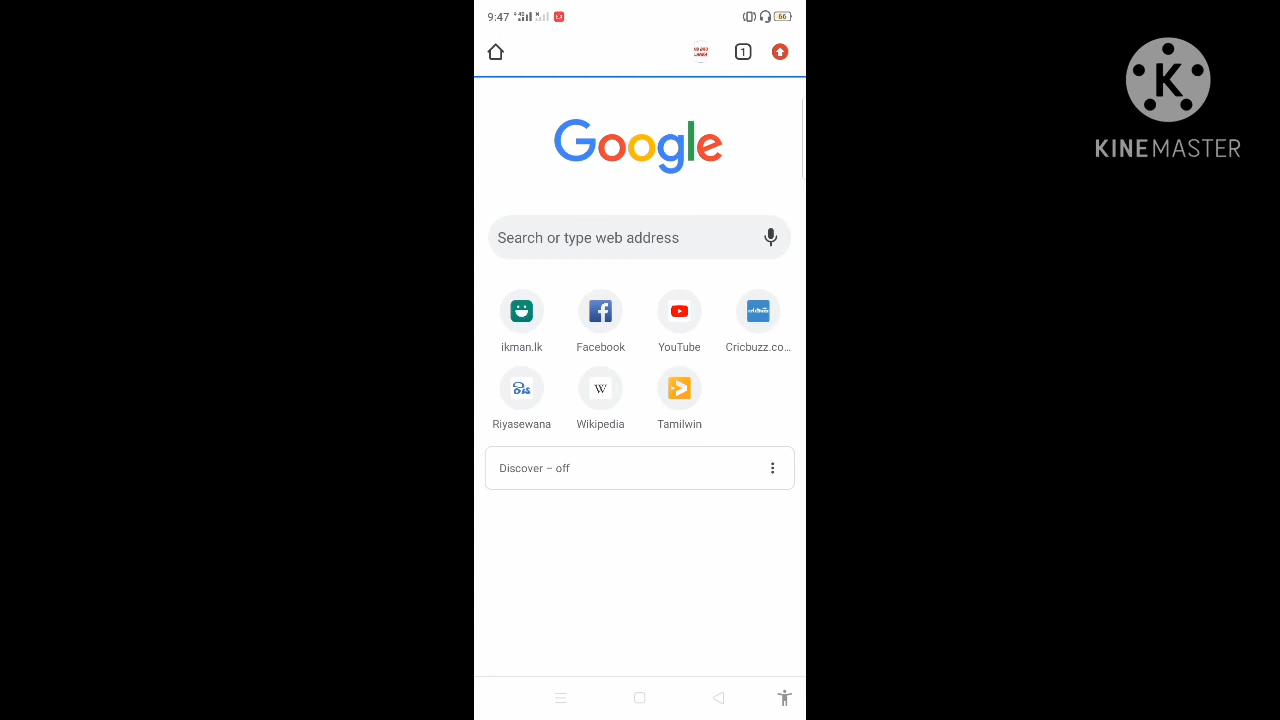 9:47
66
1
Google
Search or type web address
ikman.lk
Facebook
YouTube
Cricbuzz.co...
Riyasewana
Wikipedia
Tamilwin
Discover – off
K
KINEMASTER